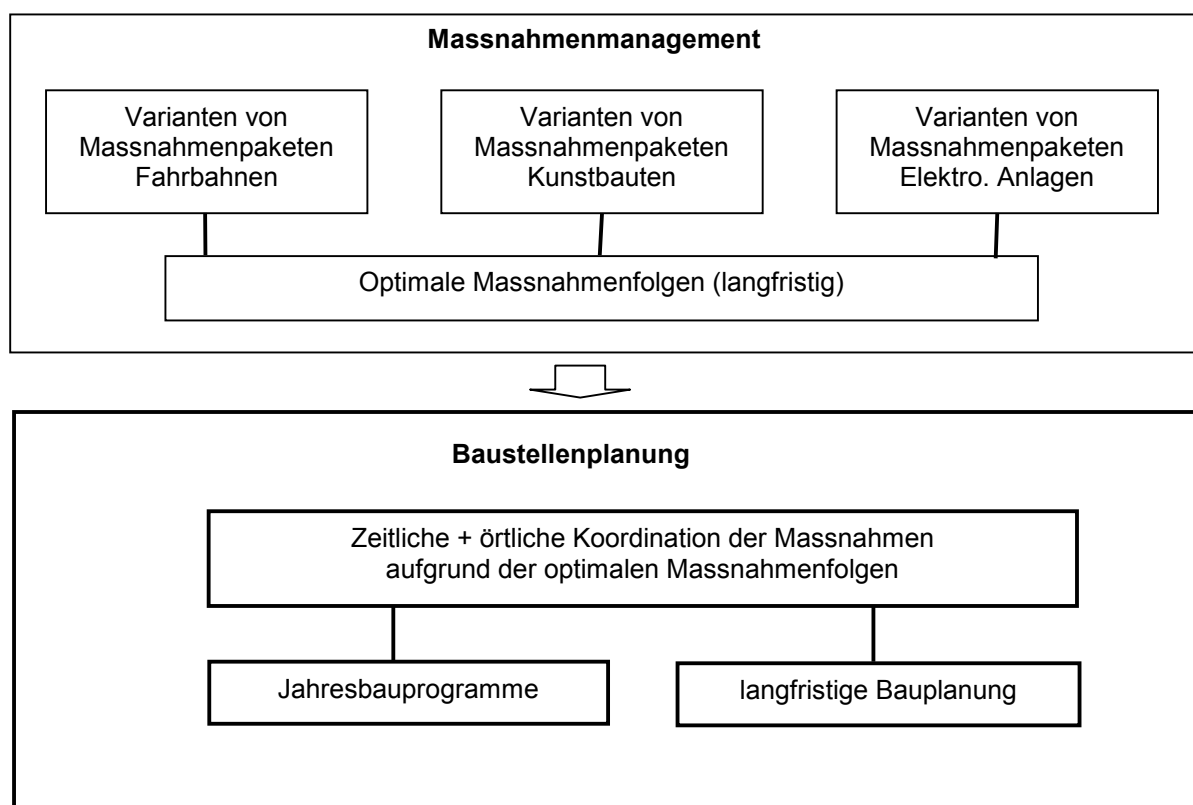 Massnahmenmanagement
Varianten von
Massnahmenpaketen
Fahrbahnen
Varianten von
Massnahmenpaketen
Kunstbauten
Varianten von
Massnahmenpaketen
Elektro. Anlagen
Optimale Massnahmenfolgen (langfristig)
Baustellenplanung
Zeitliche + örtliche Koordination der Massnahmen
aufgrund der optimalen Massnahmenfolgen
Jahresbauprogramme
langfristige Bauplanung